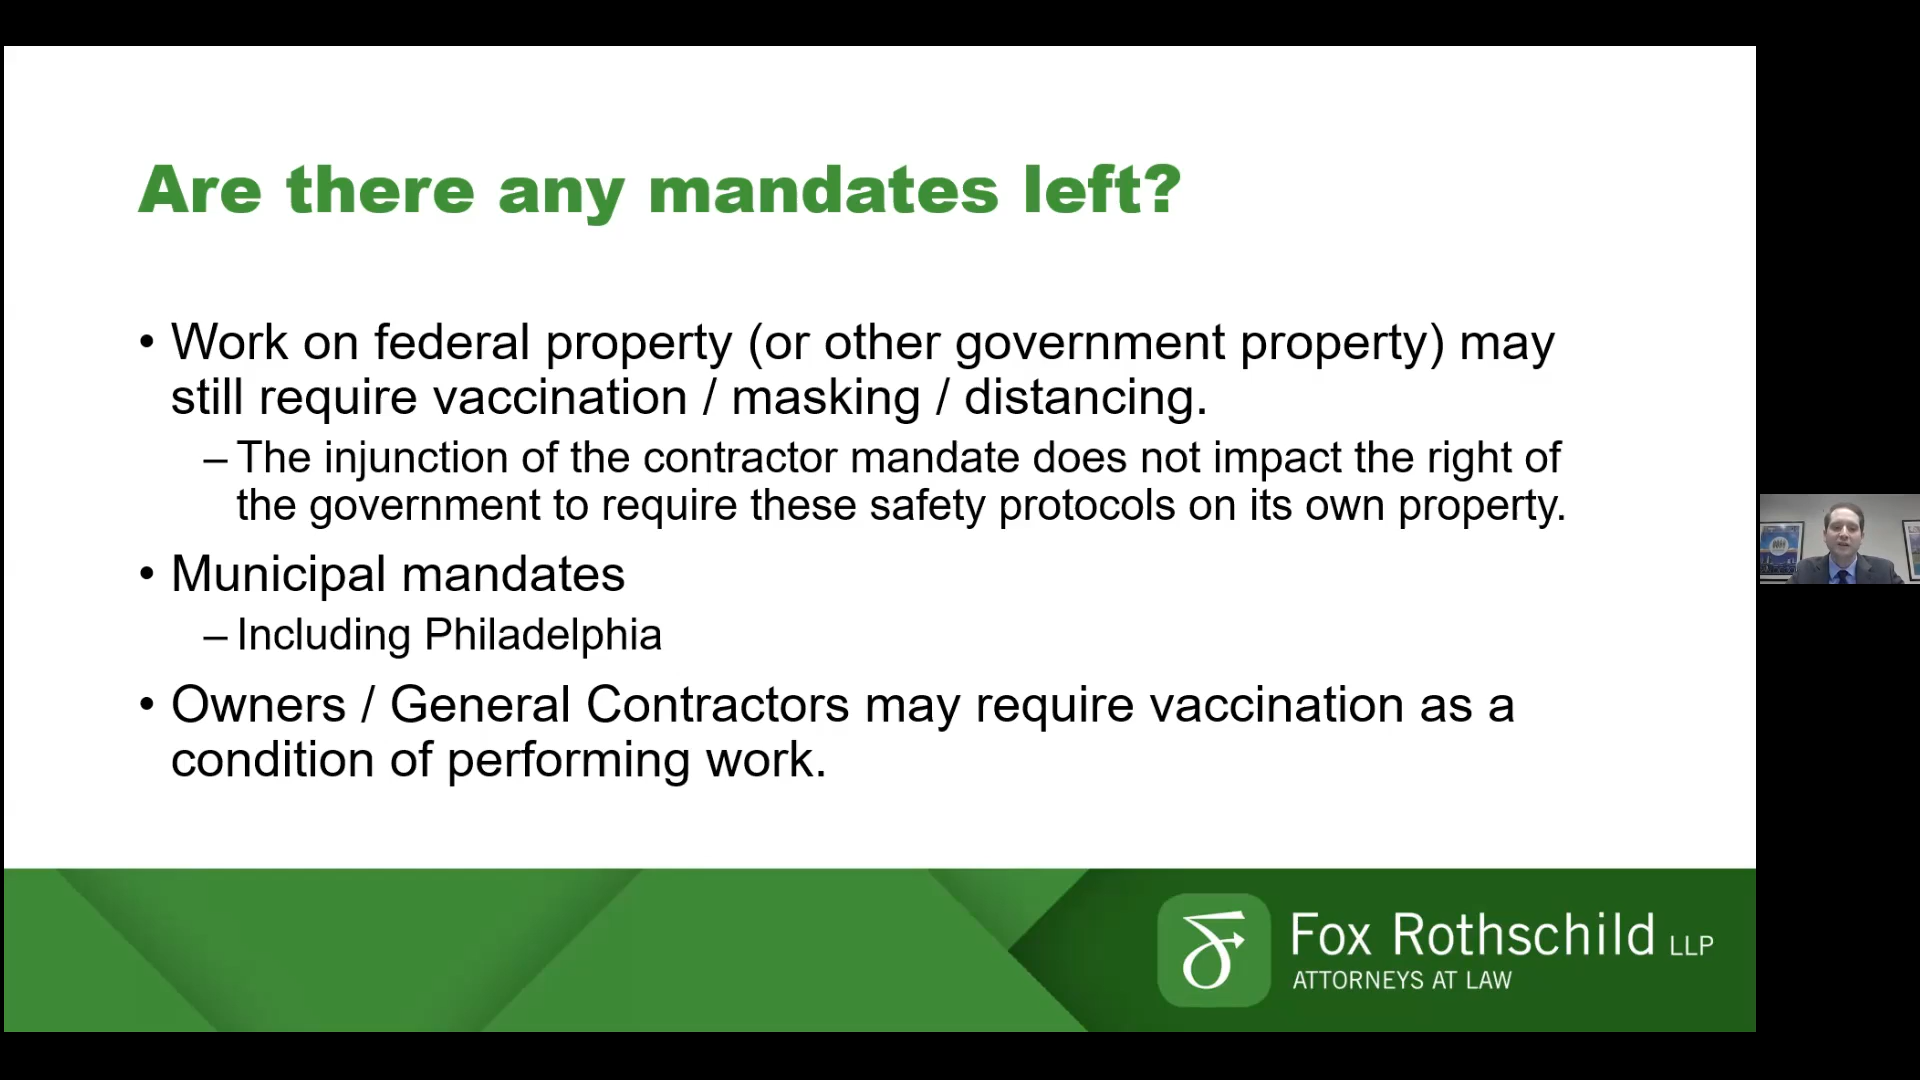 Are there any mandates left?
• Work on federal property (or other government property) may
still require vaccination / masking / distancing.
– The injunction of the contractor mandate does not impact the right of
the government to require these safety protocols on its own property.
• Municipal mandates
– Including Philadelphia
• Owners / General Contractors may require vaccination as a
condition of performing work.
Fox Rothschild LLP
ATTORNEYS AT LAW